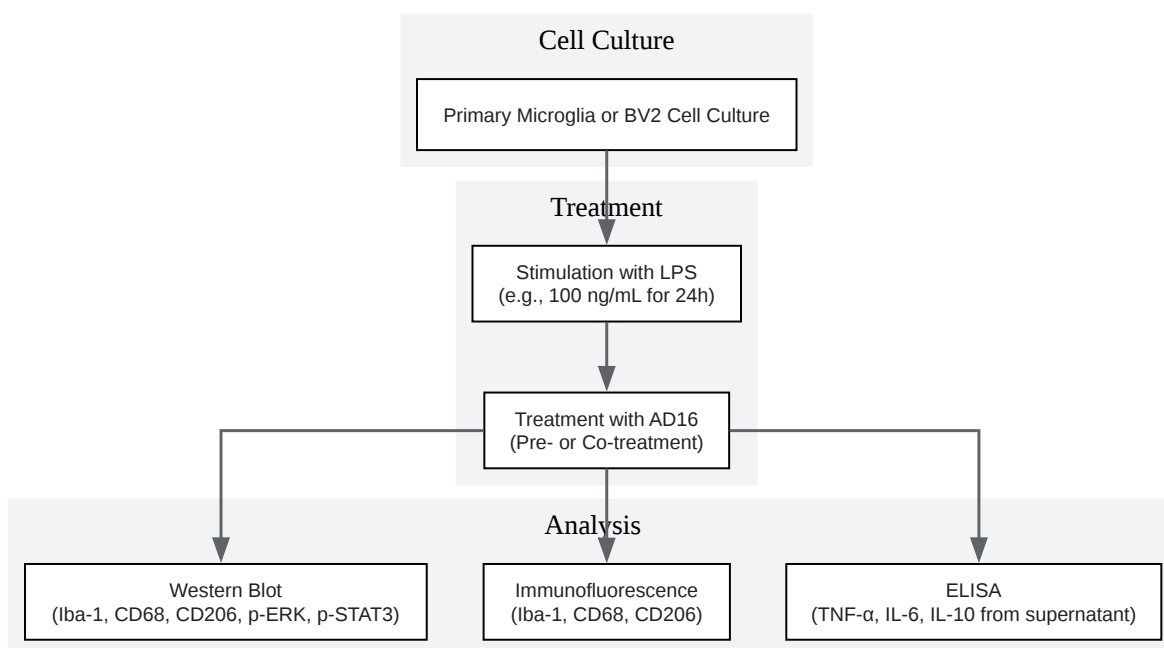 Cell Culture
Primary Microglia or BV2 Cell Culture
Treatment
Stimulation with LPS
(e.g., 100 ng/mL for 24h)
Treatment with AD16
(Pre- or Co-treatment)
Analysis
Western Blot
(Iba-1, CD68, CD206, p-ERK, p-STAT3)
Immunofluorescence
(Iba-1, CD68, CD206)
ELISA
(TNF-α, IL-6, IL-10 from supernatant)